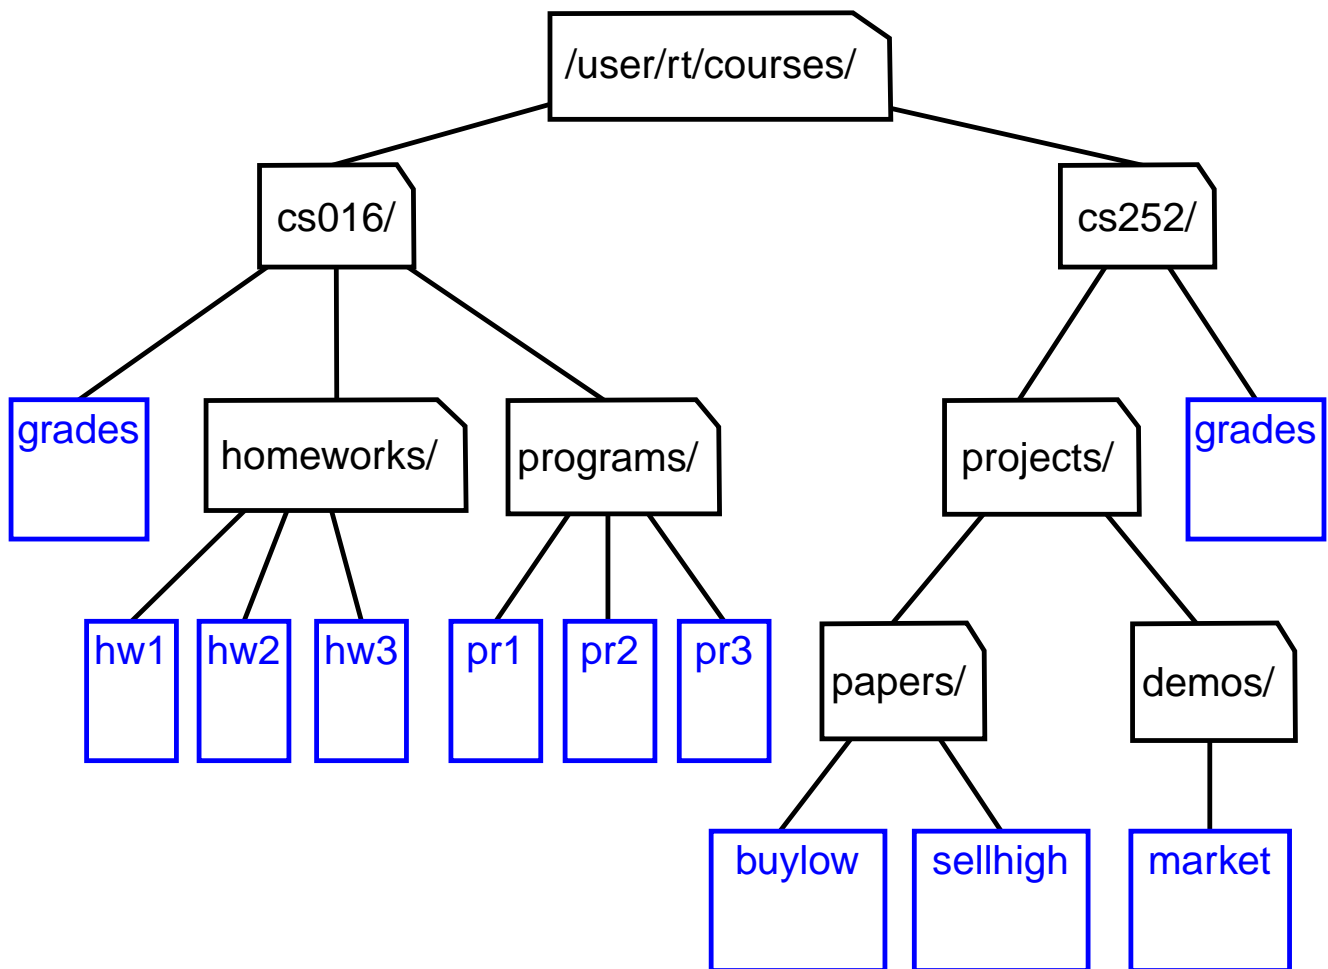 /user/rt/courses/
cs016/
cs252/
grades
homeworks/
programs/
projects/
grades
hw1
hw2
hw3
pr1
pr2
pr3
papers/
demos/
buylow
sellhigh
market